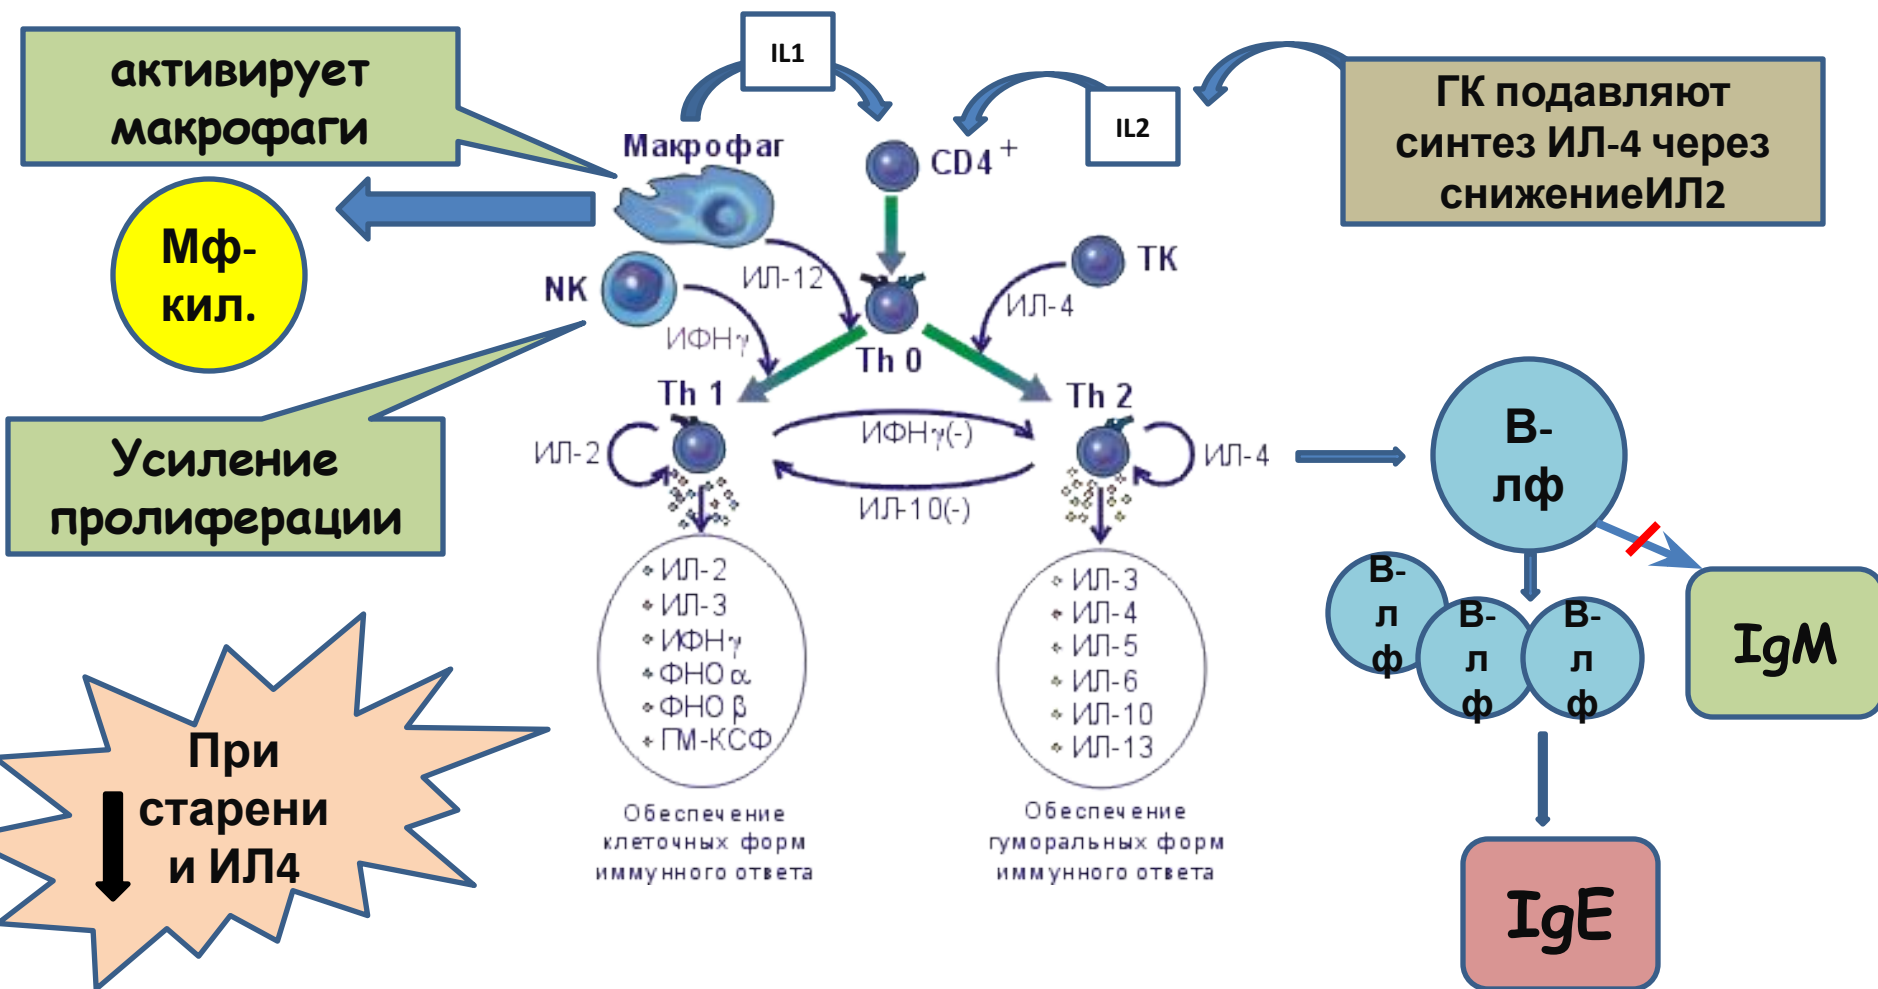 активирует
макрофаги
IL1
IL2
ГК подавляют
синтез ИЛ-4 через
снижениеИЛ2
Макрофаг
CD4+
Мф-
кил.
NK
ИЛ-12
ТК
ИЛ-4
ИФНγ
Th 0
Th 1
Th 2
Усиление
пролиферации
ИЛ-2
ИФНγ(-)
ИЛ-10(-)
ИЛ-4
В-
лф
В-
л
ф
В-
л
ф
В-
л
ф
IgM
ИЛ-2
ИЛ-3
ИФНγ
ФНО α
ФНО β
ГМ-КСФ
ИЛ-3
ИЛ-4
ИЛ-5
ИЛ-6
ИЛ-10
ИЛ-13
При
старени
и ИЛ4
Обеспечение
клеточных форм
иммунного ответа
Обеспечение
гуморальных форм
иммунного ответа
IgE